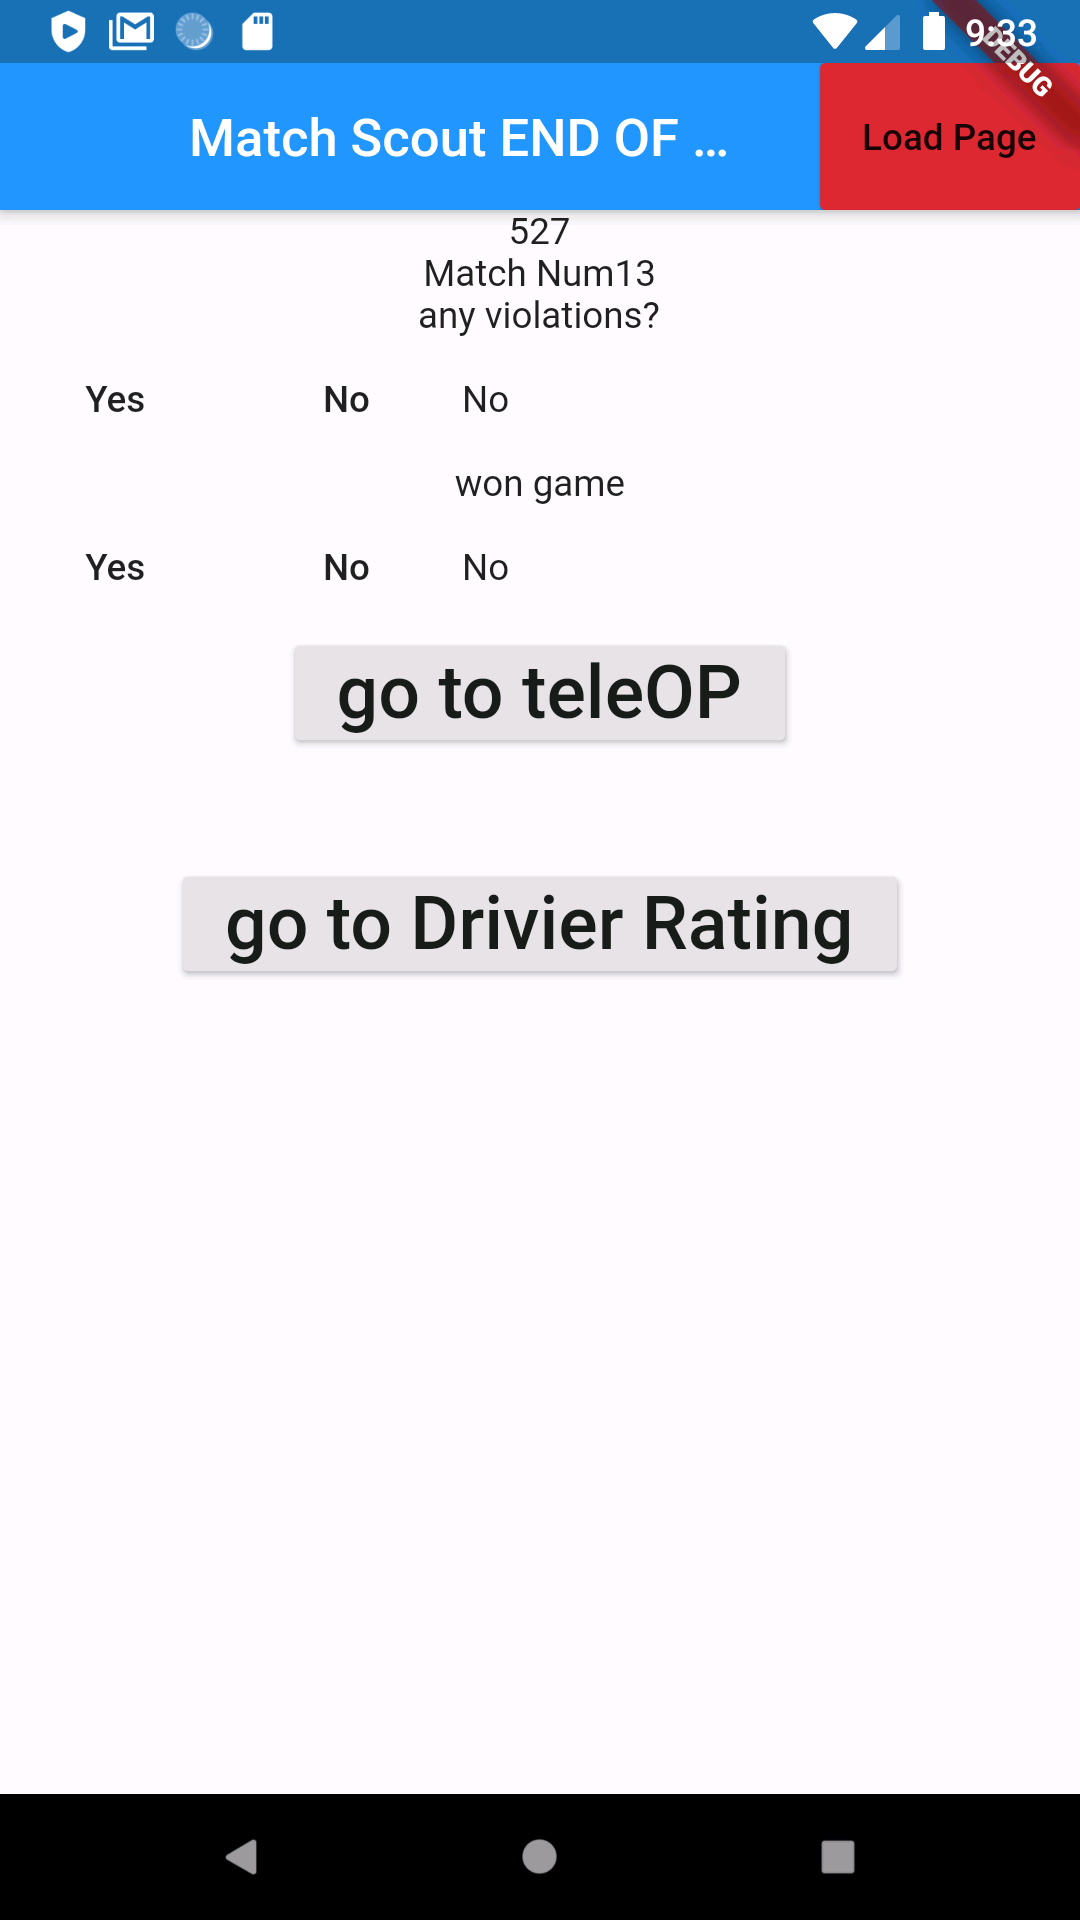 9:33
DEBUG
Match Scout END OF ...
Load Page
527
Match Num13
any violations?
Yes No No
won game
Yes No No
go to teleOP
go to Drivier Rating